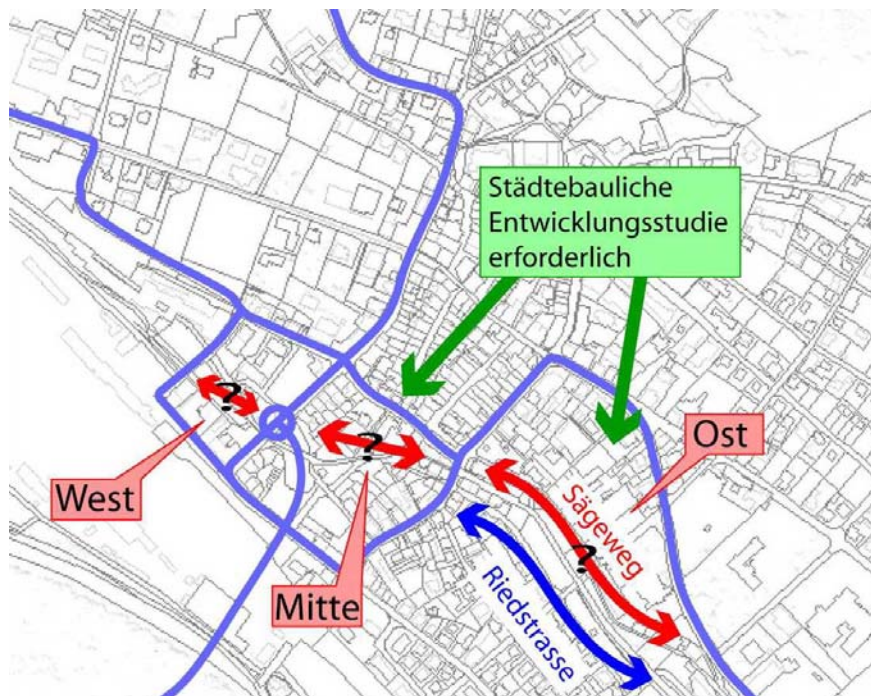 Städtebauliche
Entwicklungsstudie
erforderlich
Ost
?
West
?
Mitte
Sägeweg
?
Riedstrasse